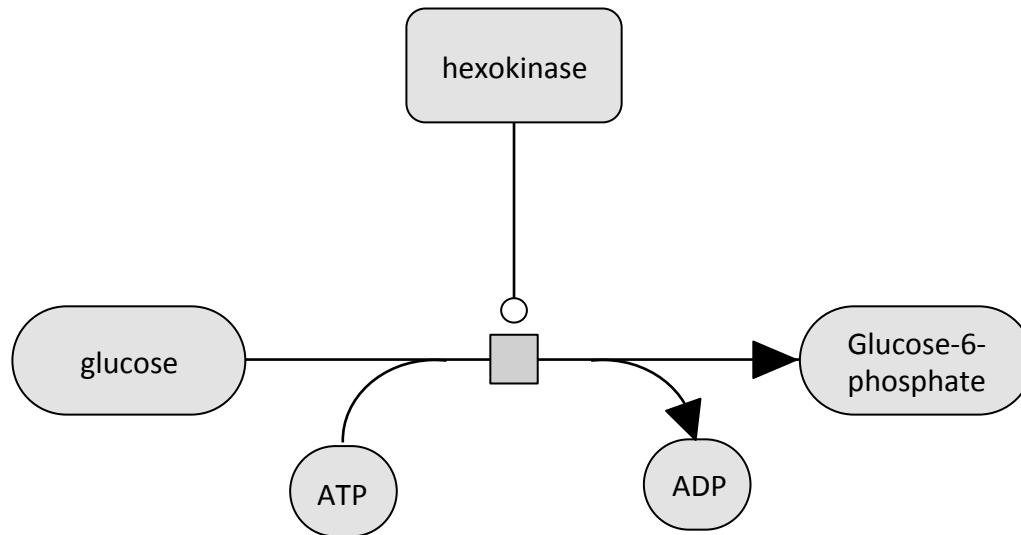 hexokinase
glucose
Glucose-6-
phosphate
ATP
ADP